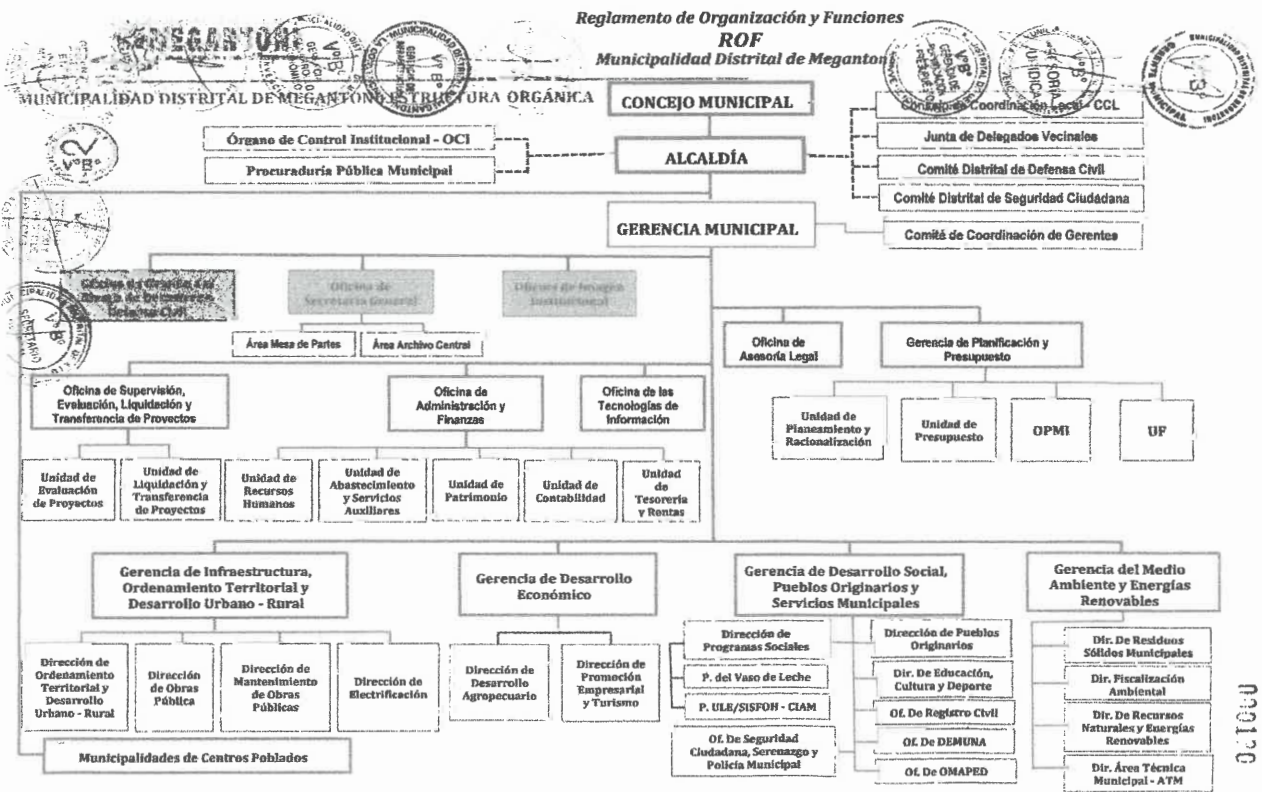 Reglamento de Organización y Funciones
ROF
Municipalidad Distrital de Megantoni
MEGANTONI
MUNICIPALIDAD DISTRITAL DE MEGANTONI ESTRUCTURA ORGÁNICA
CONCEJO MUNICIPAL
Consejo de Coordinación Local - CCL
Órgano de Control Institucional - OCI
Procuraduría Pública Municipal
ALCALDÍA
Junta de Delegados Vecinales
Comité Distrital de Defensa Civil
Comité Distrital de Seguridad Ciudadana
GERENCIA MUNICIPAL
Comité de Coordinación de Gerentes
Defensa Civil
Oficina de
Secretaría General
Oficina de Imagen
Institucional
Área Mesa de Partes
Área Archivo Central
Oficina de
Asesoría Legal
Gerencia de Planificación y
Presupuesto
Oficina de Supervisión,
Evaluación, Liquidación y
Transferencia de Proyectos
Oficina de
Administración y
Finanzas
Oficina de las
Tecnologías de
Información
Unidad de
Planeamiento y
Racionalización
Unidad de
Presupuesto
OPMI
UF
Unidad de
Evaluación
de Proyectos
Unidad de
Liquidación y
Transferencia
de Proyectos
Unidad de
Recursos
Humanos
Unidad de
Abastecimiento
y Servicios
Auxiliares
Unidad de
Patrimonio
Unidad de
Contabilidad
Unidad
de
Tesorería
y Rentas
Gerencia de Infraestructura,
Ordenamiento Territorial y
Desarrollo Urbano - Rural
Gerencia de Desarrollo
Económico
Gerencia de Desarrollo Social,
Pueblos Originarios y
Servicios Municipales
Gerencia del Medio
Ambiente y Energías
Renovables
Dirección de
Ordenamiento
Territorial y
Desarrollo
Urbano - Rural
Dirección
de Obras
Pública
Dirección de
Mantenimiento
de Obras
Públicas
Dirección de
Electrificación
Dirección de
Desarrollo
Agropecuario
Dirección de
Promoción
Empresarial
y Turismo
Dirección de
Programas Sociales
P. del Vaso de Leche
P. ULE/SISFOH - CIAM
Of. De Seguridad
Ciudadana, Serenazgo y
Policía Municipal
Dirección de Pueblos
Originarios
Dir. De Educación,
Cultura y Deporte
Of. De Registro Civil
Of. De DEMUNA
Of. De OMAPED
Dir. De Residuos
Sólidos Municipales
Dir. Fiscalización
Ambiental
Dir. De Recursos
Naturales y Energías
Renovables
Dir. Área Técnica
Municipal - ATM
Municipalidades de Centros Poblados